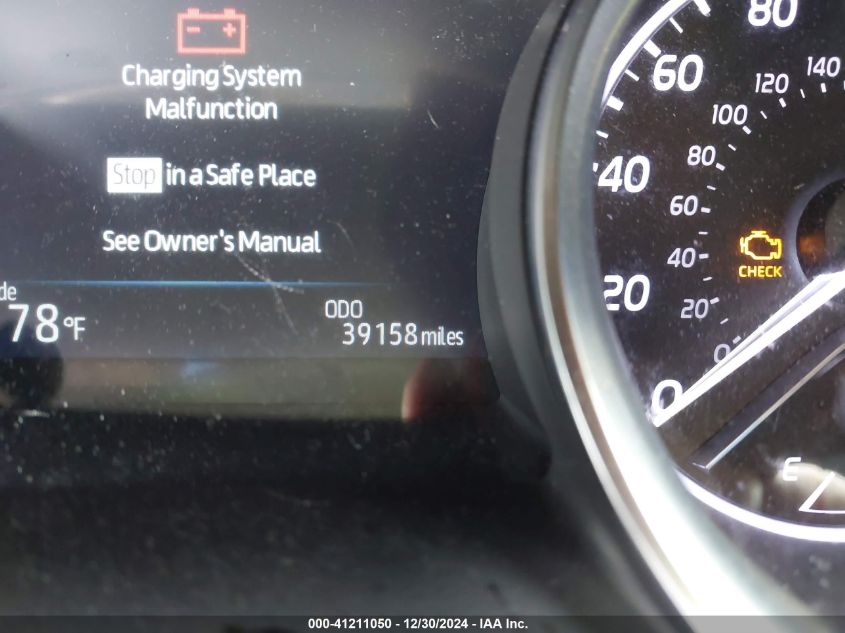 Charging System
Malfunction
Stop in a Safe Place
See Owner's Manual
de
78°F
ODO
39158 miles
80
60
40
20
0
140
120
100
80
60
40
20
0
CHECK
E
000-41211050 - 12/30/2024 - IAA Inc.